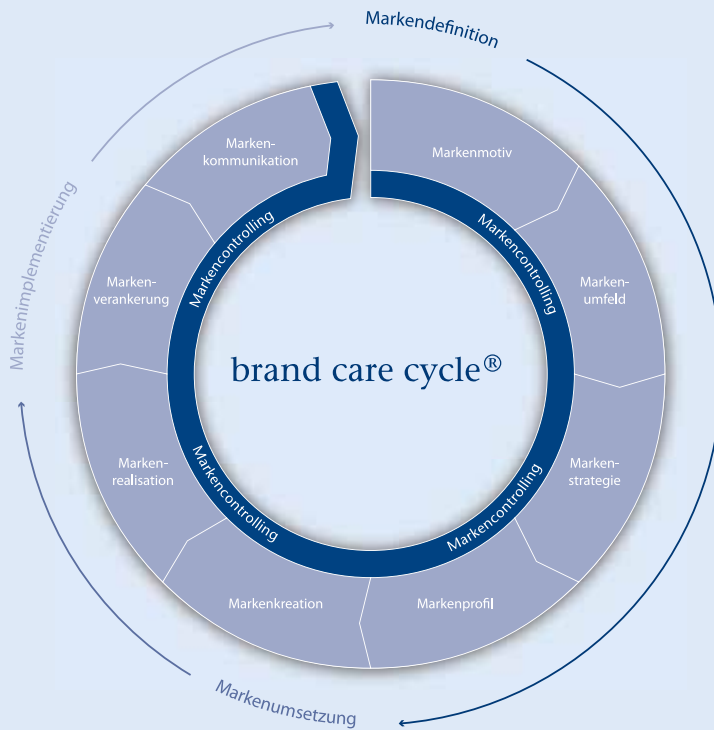 Markendefinition
Markenmotiv
Marken-
umfeld
Marken-
strategie
Markenprofil
Markenkreation
Marken-
realisation
Marken-
verankerung
Marken-
kommunikation
Markencontrolling
Markencontrolling
Markencontrolling
Markencontrolling
brand care cycle®
Markenumsetzung
Markenimplementierung